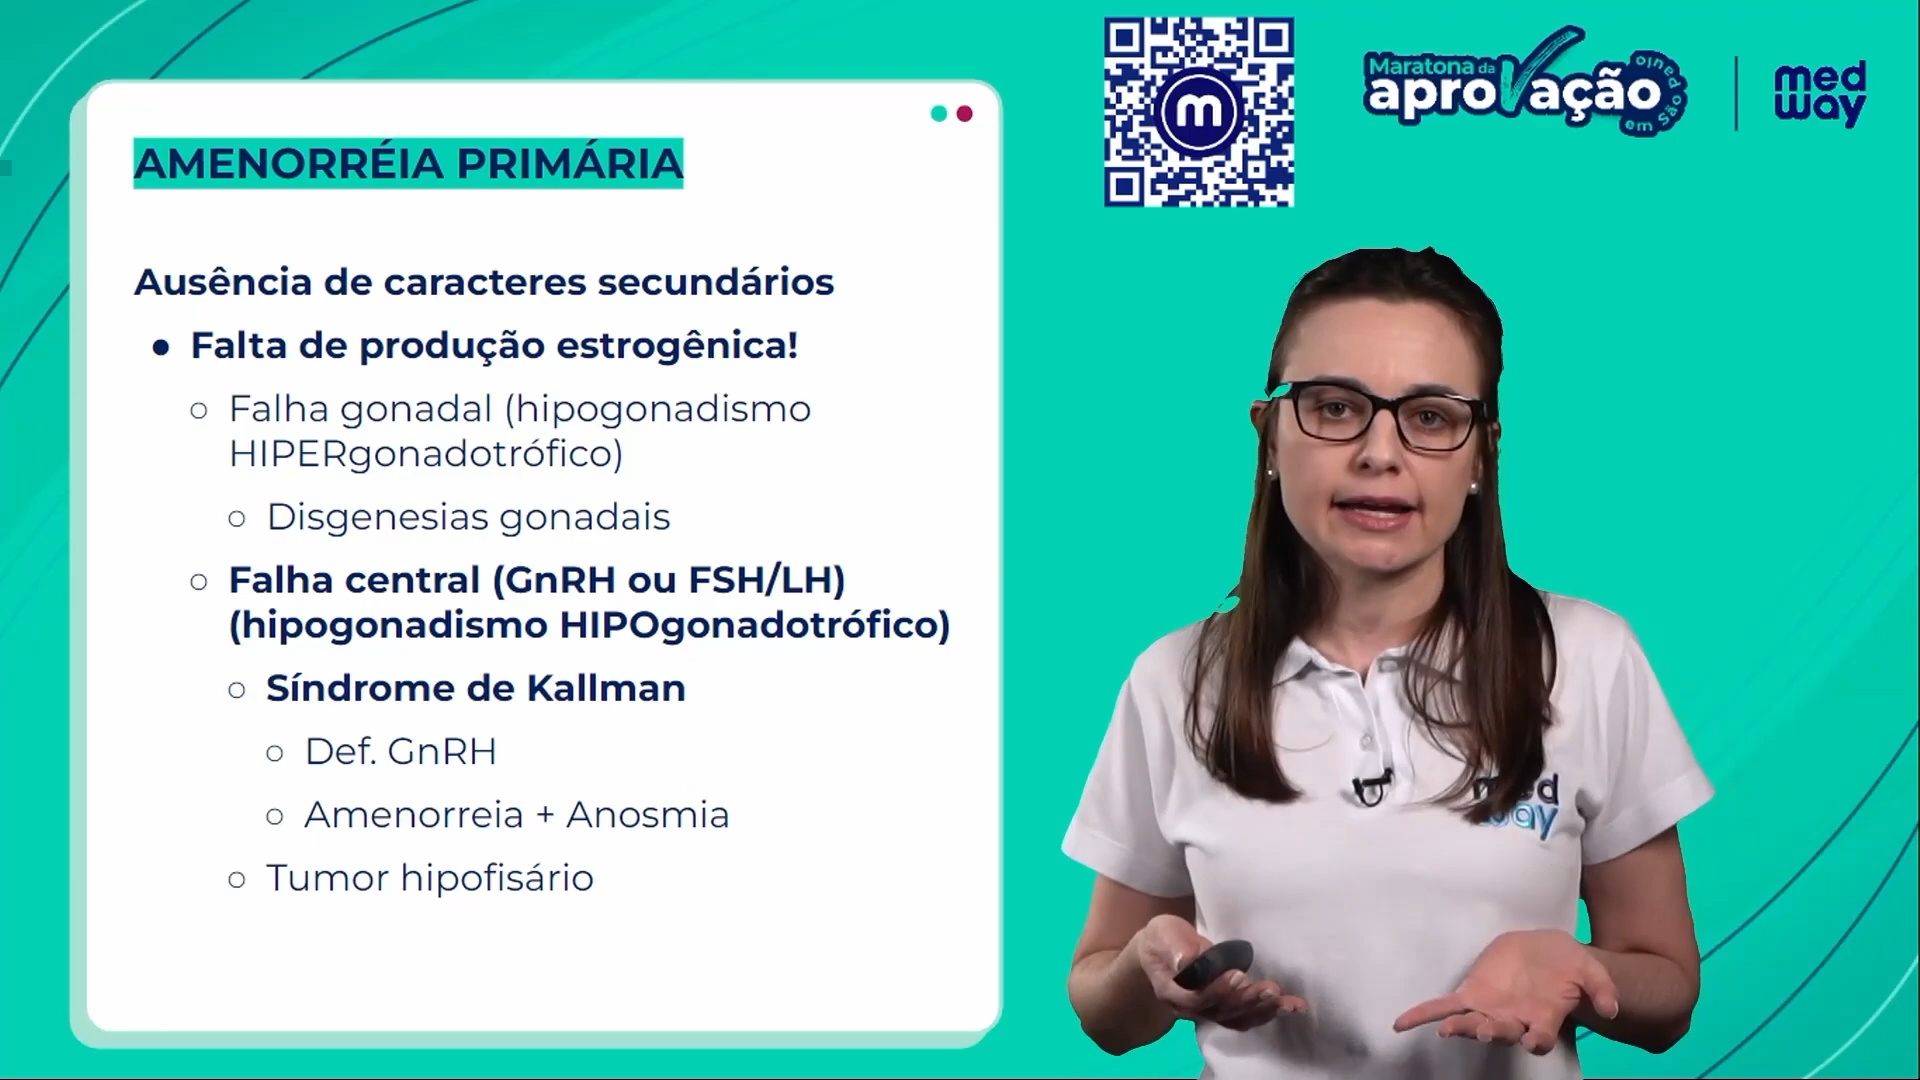 AMENORRÉIA PRIMÁRIA
Ausência de caracteres secundários
● Falta de produção estrogênica!
○ Falha gonadal (hipogonadismo
HIPERgonadotrófico)
○ Disgenesias gonadais
○ Falha central (GnRH ou FSH/LH)
(hipogonadismo HIPOgonadotrófico)
○ Síndrome de Kallman
○ Def. GnRH
○ Amenorreia + Anosmia
○ Tumor hipofisário
m
Maratona da
aproVação
em São Paulo
med
way
med
way